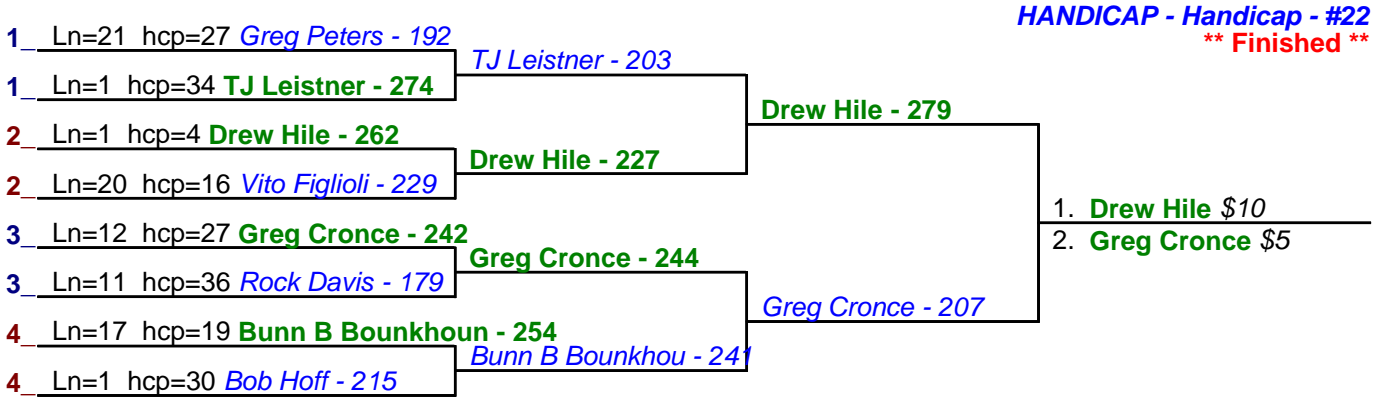 HANDICAP - Handicap - #22
** Finished **
1_ Ln=21 hcp=27 Greg Peters - 192
TJ Leistner - 203
1_ Ln=1 hcp=34 TJ Leistner - 274
Drew Hile - 279
2_ Ln=1 hcp=4 Drew Hile - 262
Drew Hile - 227
2_ Ln=20 hcp=16 Vito Figlioli - 229
1. Drew Hile $10
3_ Ln=12 hcp=27 Greg Cronce - 242
2. Greg Cronce $5
Greg Cronce - 244
3_ Ln=11 hcp=36 Rock Davis - 179
Greg Cronce - 207
4_ Ln=17 hcp=19 Bunn B Bounkhoun - 254
Bunn B Bounkhou - 241
4_ Ln=1 hcp=30 Bob Hoff - 215